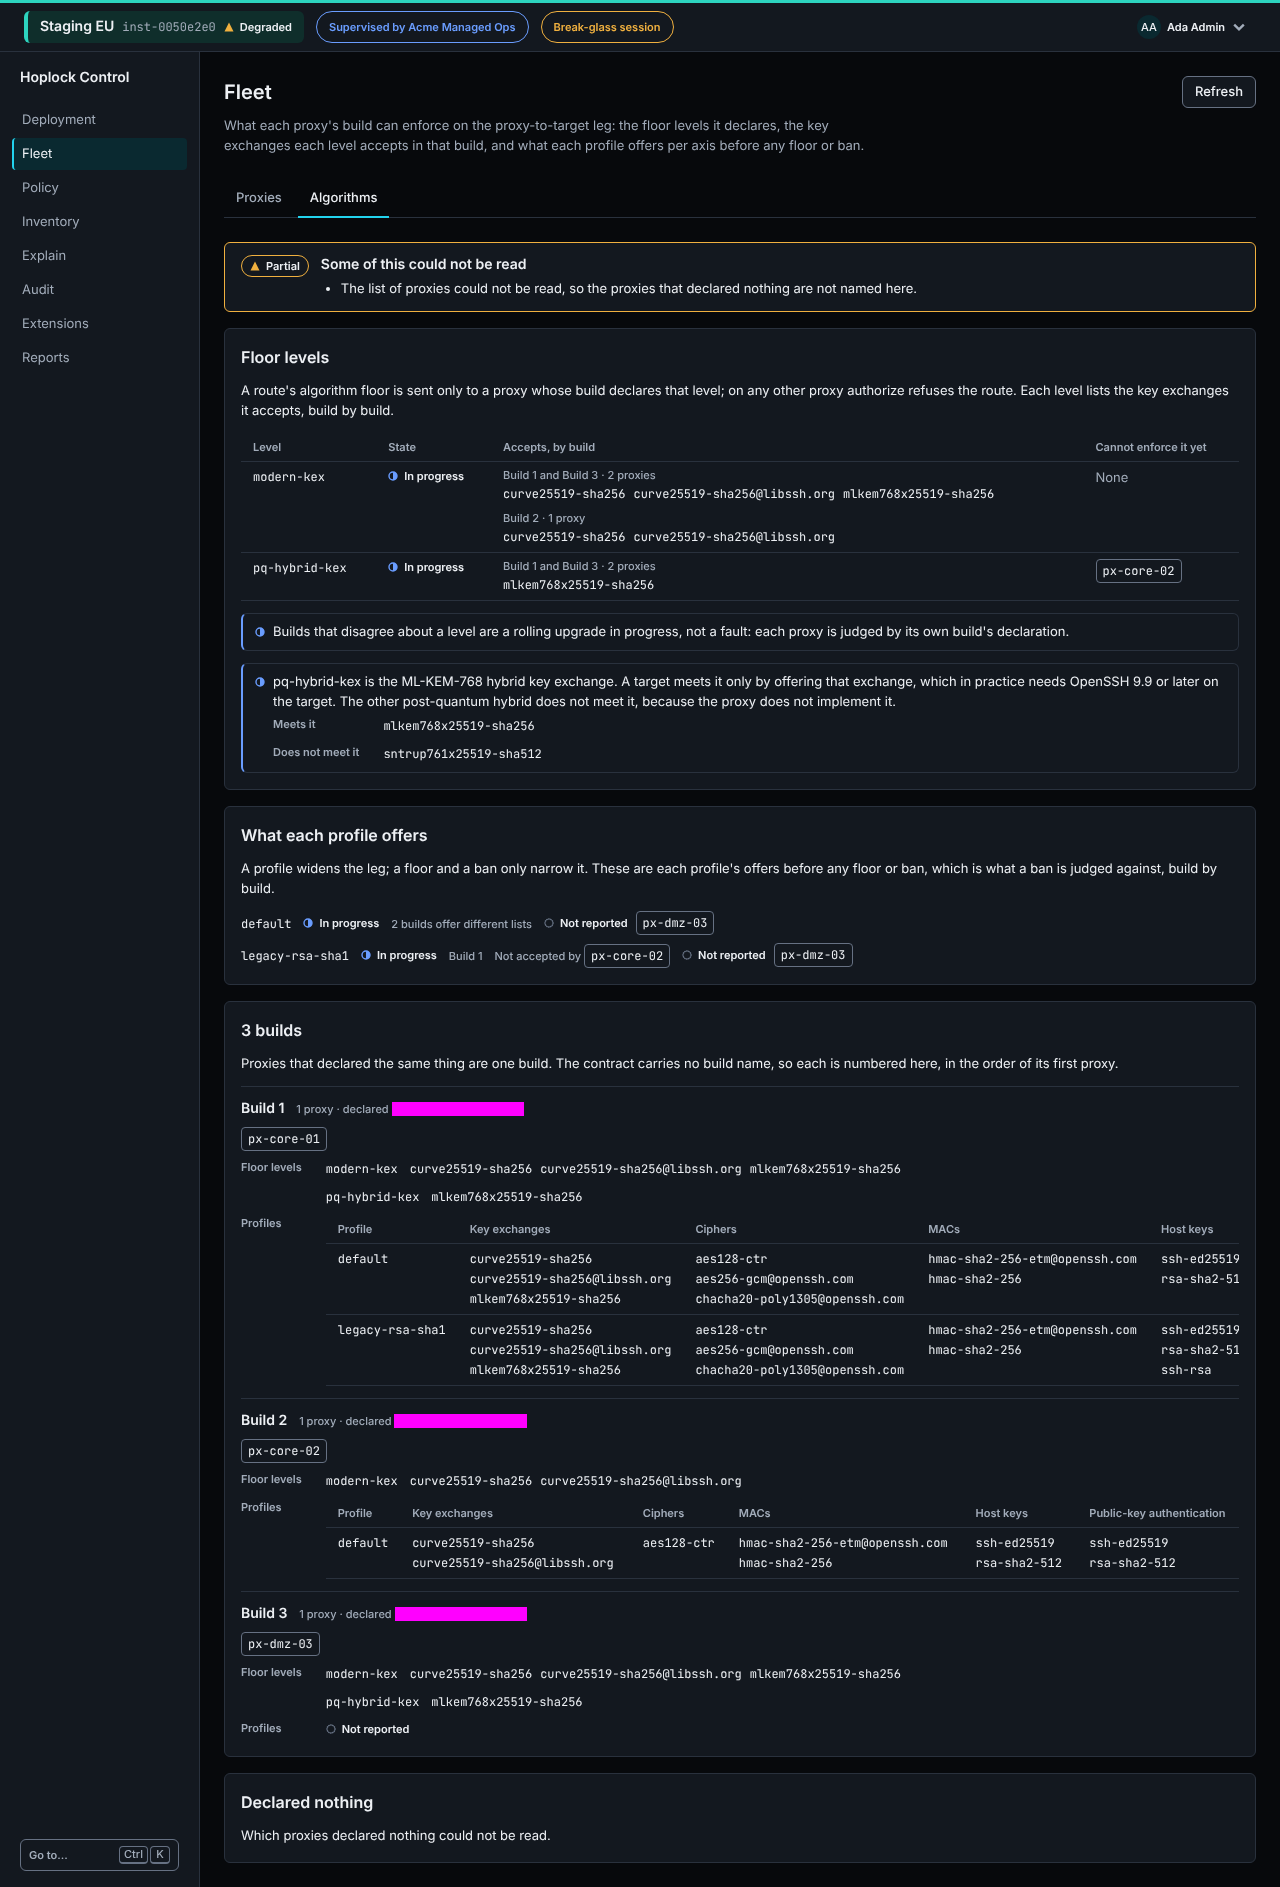 Staging EU inst-0050e2e0 Degraded Supervised by Acme Managed Ops Break-glass session AA Ada Admin
Hoplock Control
Deployment
Fleet
Policy
Inventory
Explain
Audit
Extensions
Reports
Go to... Ctrl K
Fleet
Refresh
What each proxy's build can enforce on the proxy-to-target leg: the floor levels it declares, the key
exchanges each level accepts in that build, and what each profile offers per axis before any floor or ban.
Proxies Algorithms
Partial Some of this could not be read
• The list of proxies could not be read, so the proxies that declared nothing are not named here.
Floor levels
A route's algorithm floor is sent only to a proxy whose build declares that level; on any other proxy authorize refuses the route. Each level lists the key exchanges
it accepts, build by build.
Level State Accepts, by build Cannot enforce it yet
modern-kex In progress Build 1 and Build 3 · 2 proxies None
curve25519-sha256 curve25519-sha256@libssh.org mlkem768x25519-sha256
Build 2 · 1 proxy
curve25519-sha256 curve25519-sha256@libssh.org
pq-hybrid-kex In progress Build 1 and Build 3 · 2 proxies px-core-02
mlkem768x25519-sha256
Builds that disagree about a level are a rolling upgrade in progress, not a fault: each proxy is judged by its own build's declaration.
pq-hybrid-kex is the ML-KEM-768 hybrid key exchange. A target meets it only by offering that exchange, which in practice needs OpenSSH 9.9 or later on
the target. The other post-quantum hybrid does not meet it, because the proxy does not implement it.
Meets it mlkem768x25519-sha256
Does not meet it sntrup761x25519-sha512
What each profile offers
A profile widens the leg; a floor and a ban only narrow it. These are each profile's offers before any floor or ban, which is what a ban is judged against, build by
build.
default In progress 2 builds offer different lists Not reported px-dmz-03
legacy-rsa-sha1 In progress Build 1 Not accepted by px-core-02 Not reported px-dmz-03
3 builds
Proxies that declared the same thing are one build. The contract carries no build name, so each is numbered here, in the order of its first proxy.
Build 1 1 proxy · declared
px-core-01
Floor levels modern-kex curve25519-sha256 curve25519-sha256@libssh.org mlkem768x25519-sha256
pq-hybrid-kex mlkem768x25519-sha256
Profiles Profile Key exchanges Ciphers MACs Host keys
default curve25519-sha256 aes128-ctr hmac-sha2-256-etm@openssh.com ssh-ed25519
curve25519-sha256@libssh.org aes256-gcm@openssh.com hmac-sha2-256 rsa-sha2-51
mlkem768x25519-sha256 chacha20-poly1305@openssh.com
legacy-rsa-sha1 curve25519-sha256 aes128-ctr hmac-sha2-256-etm@openssh.com ssh-ed25519
curve25519-sha256@libssh.org aes256-gcm@openssh.com hmac-sha2-256 rsa-sha2-51
mlkem768x25519-sha256 chacha20-poly1305@openssh.com ssh-rsa
Build 2 1 proxy · declared
px-core-02
Floor levels modern-kex curve25519-sha256 curve25519-sha256@libssh.org
Profiles Profile Key exchanges Ciphers MACs Host keys Public-key authentication
default curve25519-sha256 aes128-ctr hmac-sha2-256-etm@openssh.com ssh-ed25519 ssh-ed25519
curve25519-sha256@libssh.org hmac-sha2-256 rsa-sha2-512 rsa-sha2-512
Build 3 1 proxy · declared
px-dmz-03
Floor levels modern-kex curve25519-sha256 curve25519-sha256@libssh.org mlkem768x25519-sha256
pq-hybrid-kex mlkem768x25519-sha256
Profiles Not reported
Declared nothing
Which proxies declared nothing could not be read.